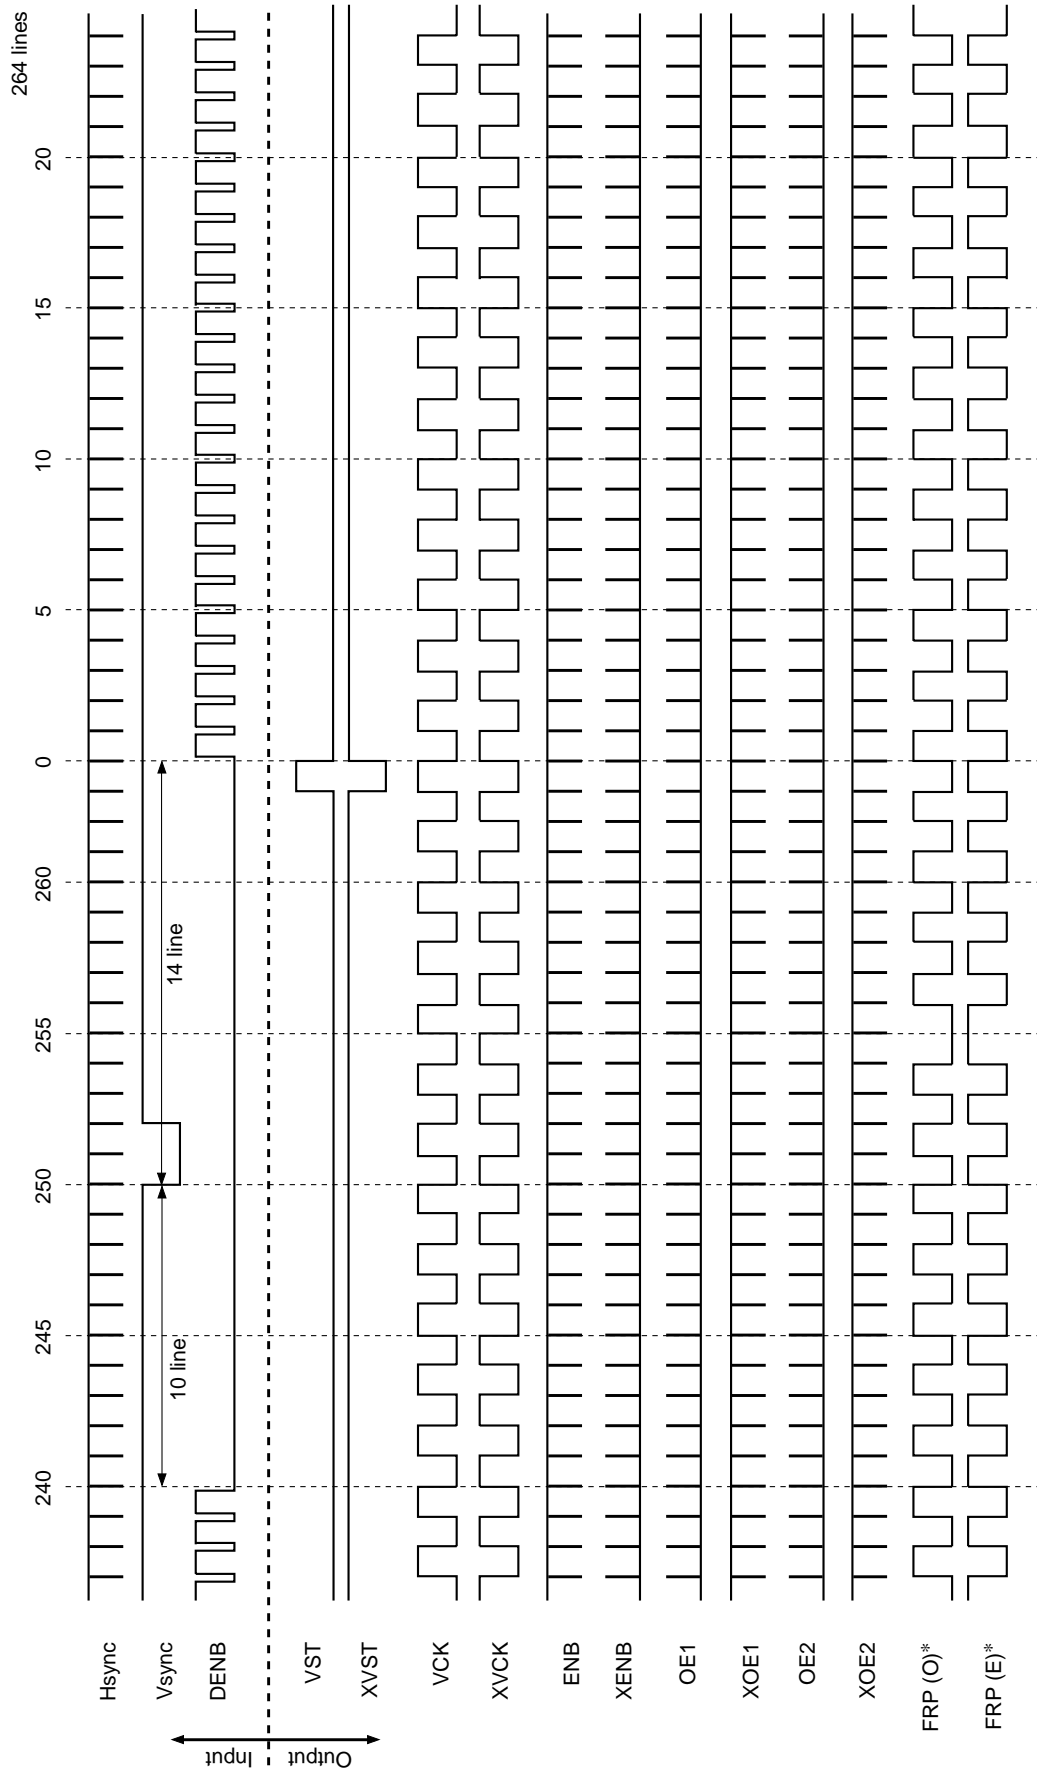 264 lines
240
245
250
255
260
0
5
10
15
20
10 line
14 line
Input
Output
Hsync
Vsync
DENB
VST
XVST
VCK
XVCK
ENB
XENB
OE1
XOE1
OE2
XOE2
FRP (O)*
FRP (E)*